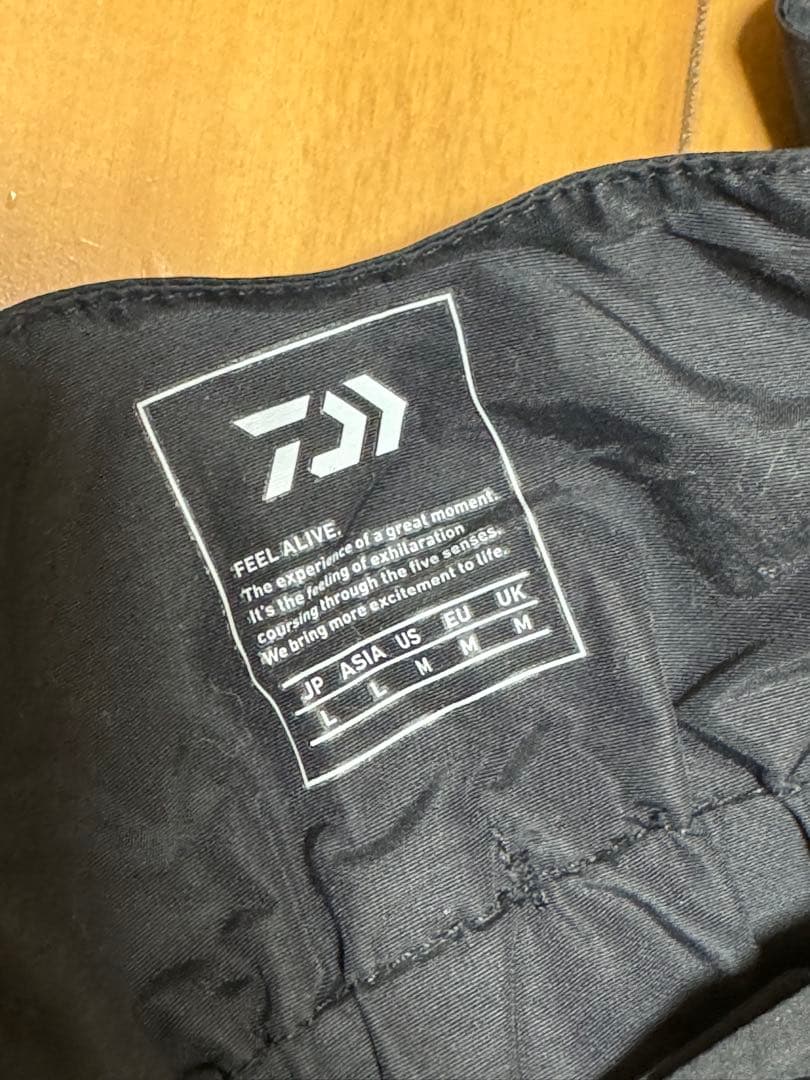 FEEL ALIVE.
The experience of a great moment.
It's the feeling of exhilaration
coursing through the five senses.
We bring more excitement to life.
JP ASIA US EU UK
L L M M M